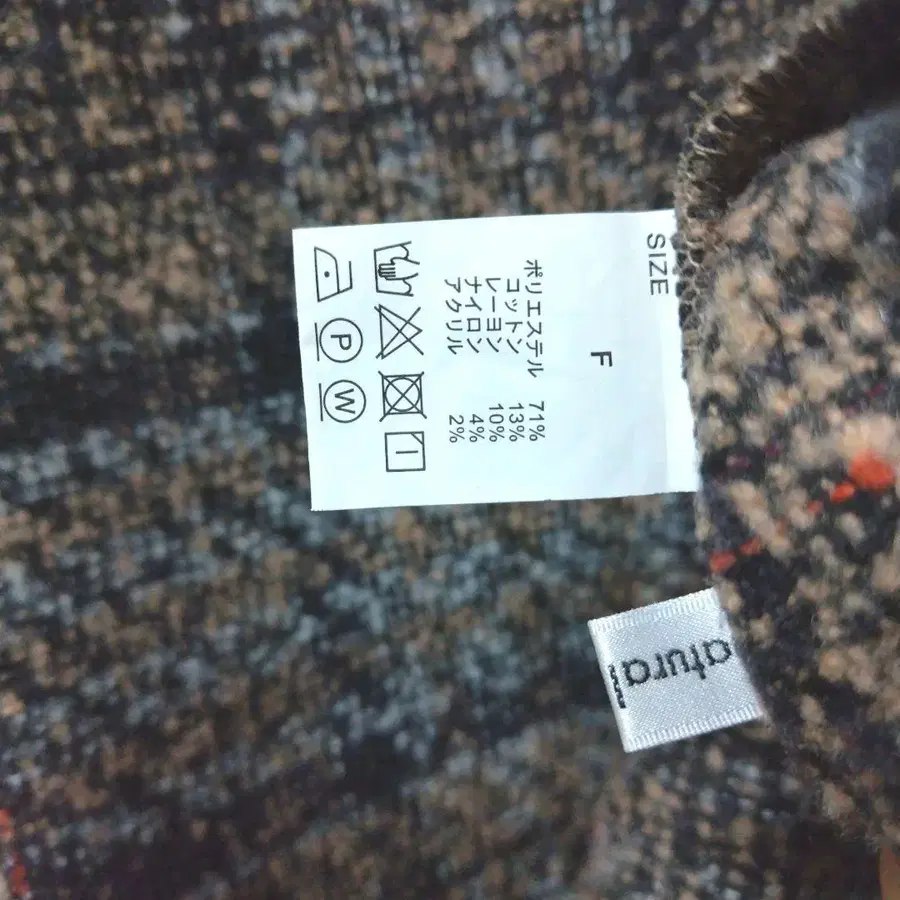 SIZE
F
ポリエステル 71%
コットン 13%
レーヨン 10%
ナイロン 4%
アクリル 2%
P
W
atura